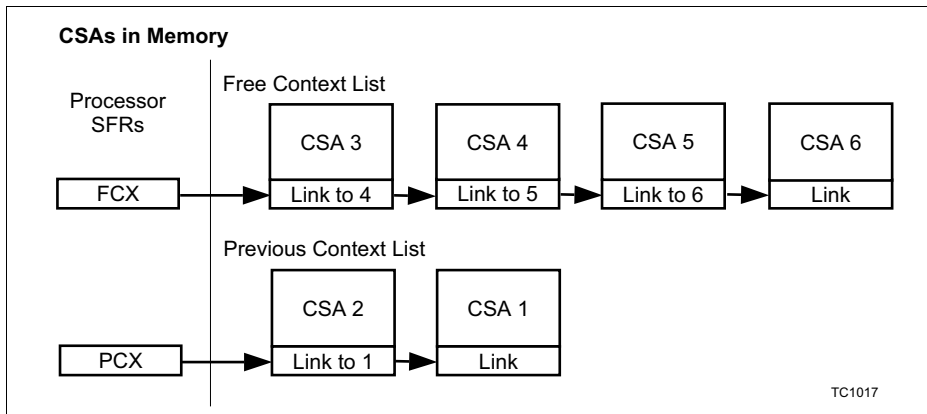 CSAs in Memory
Processor
SFRs
Free Context List
CSA 3
CSA 4
CSA 5
CSA 6
FCX
Link to 4
Link to 5
Link to 6
Link
Previous Context List
CSA 2
CSA 1
PCX
Link to 1
Link
TC1017